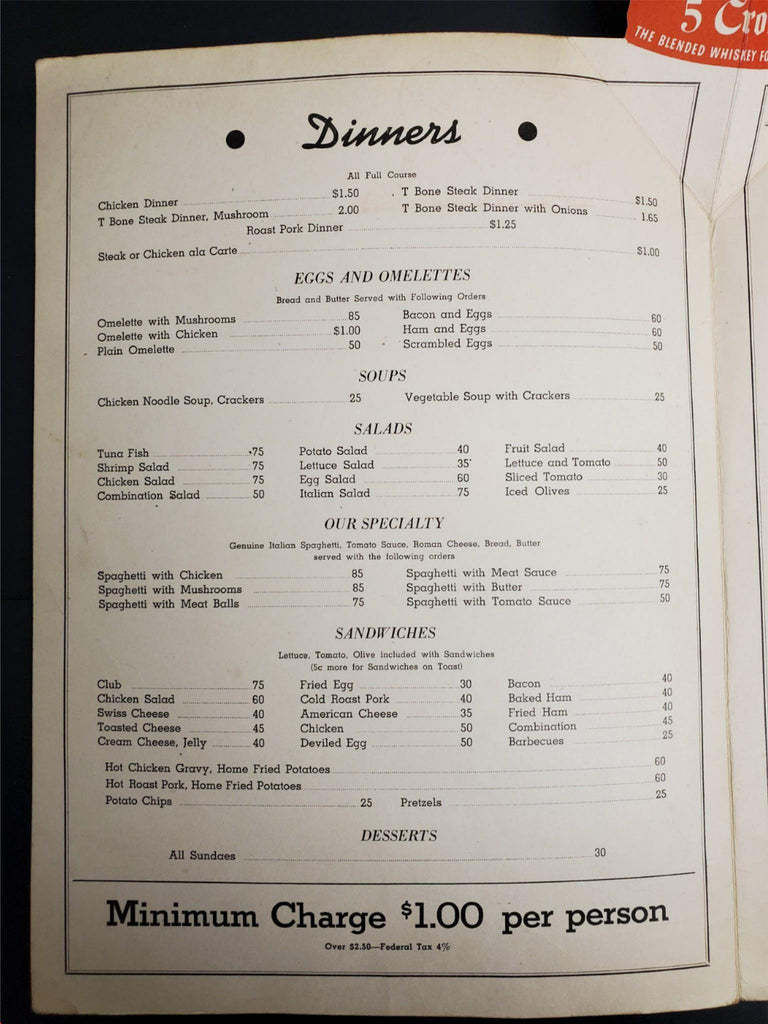 5 Cro
THE BLENDED WHISKEY FO
Dinners
All Full Course
Chicken Dinner $1.50 T Bone Steak Dinner $1.50
T Bone Steak Dinner, Mushroom 2.00 T Bone Steak Dinner with Onions 1.65
Roast Pork Dinner $1.25
Steak or Chicken ala Carte $1.00
EGGS AND OMELETTES
Bread and Butter Served with Following Orders
Omelette with Mushrooms 85 Bacon and Eggs 60
Omelette with Chicken $1.00 Ham and Eggs 60
Plain Omelette 50 Scrambled Eggs 50
SOUPS
Chicken Noodle Soup, Crackers 25 Vegetable Soup with Crackers 25
SALADS
Tuna Fish 75 Potato Salad 40 Fruit Salad 40
Shrimp Salad 75 Lettuce Salad 35 Lettuce and Tomato 50
Chicken Salad 75 Egg Salad 60 Sliced Tomato 30
Combination Salad 50 Italian Salad 75 Iced Olives 25
OUR SPECIALTY
Genuine Italian Spaghetti, Tomato Sauce, Roman Cheese, Bread, Butter
served with the following orders
Spaghetti with Chicken 85 Spaghetti with Meat Sauce 75
Spaghetti with Mushrooms 85 Spaghetti with Butter 75
Spaghetti with Meat Balls 75 Spaghetti with Tomato Sauce 50
SANDWICHES
Lettuce, Tomato, Olive included with Sandwiches
(5c more for Sandwiches on Toast)
Club 75 Fried Egg 30 Bacon 40
Chicken Salad 60 Cold Roast Pork 40 Baked Ham 40
Swiss Cheese 40 American Cheese 35 Fried Ham 40
Toasted Cheese 45 Chicken 50 Combination 45
Cream Cheese, Jelly 40 Deviled Egg 50 Barbecues 25
Hot Chicken Gravy, Home Fried Potatoes 60
Hot Roast Pork, Home Fried Potatoes 60
Potato Chips 25 Pretzels 25
DESSERTS
All Sundaes 30
Minimum Charge $1.00 per person
Over $2.50—Federal Tax 4%